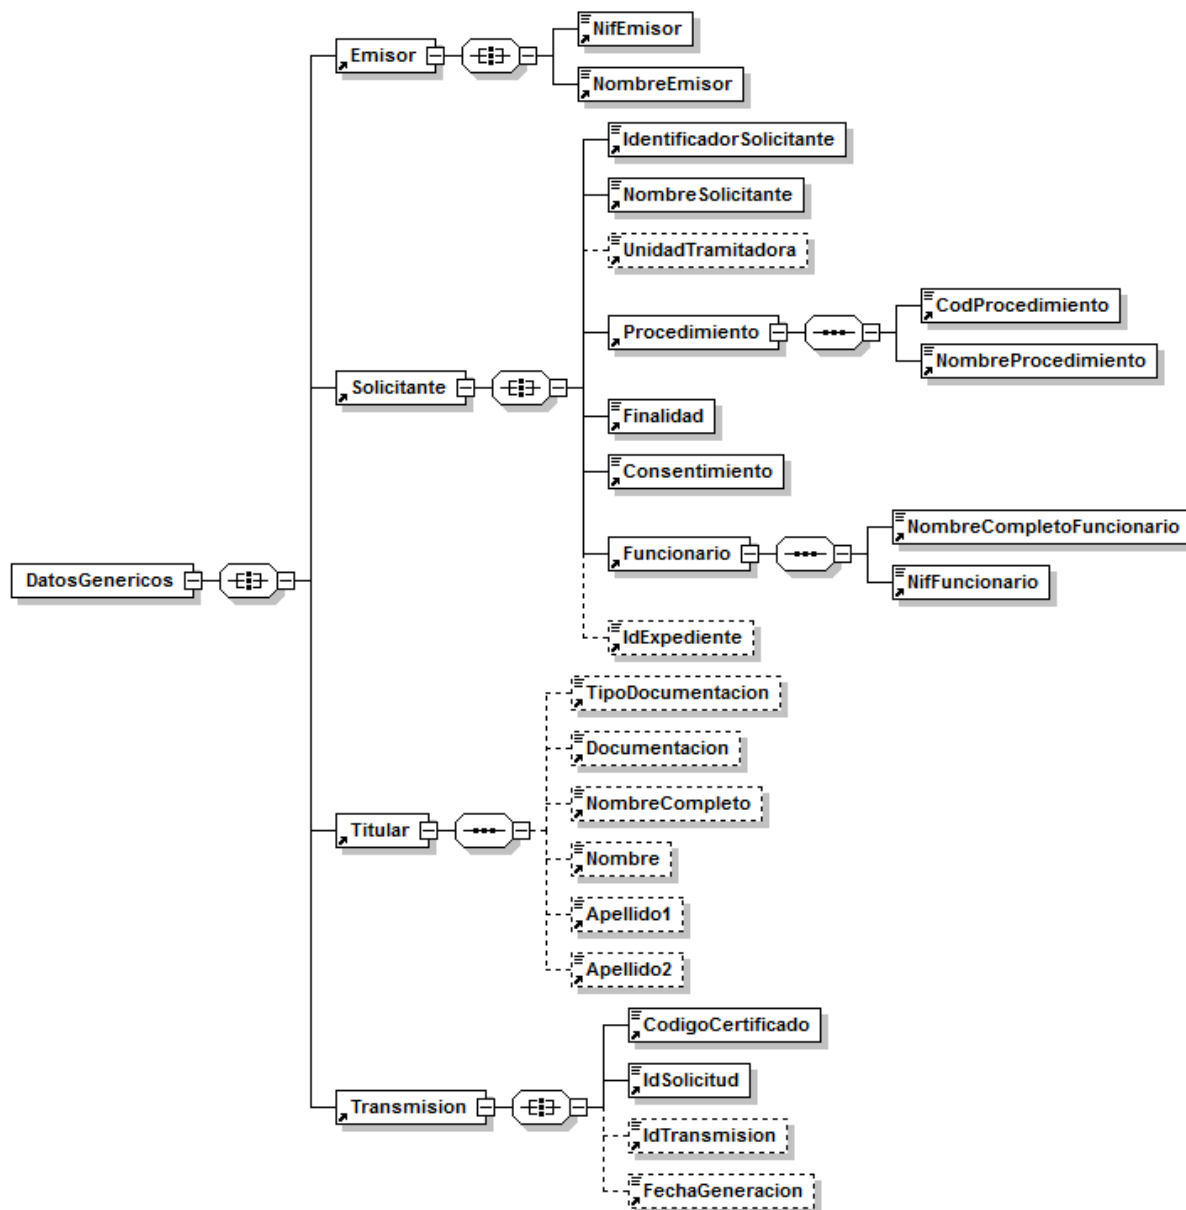 Emisor
NifEmisor
NombreEmisor
IdentificadorSolicitante
NombreSolicitante
UnidadTramitadora
Procedimiento
CodProcedimiento
NombreProcedimiento
Solicitante
Finalidad
Consentimiento
Funcionario
NombreCompletoFuncionario
NifFuncionario
DatosGenericos
IdExpediente
TipoDocumentacion
Documentacion
NombreCompleto
Titular
Nombre
Apellido1
Apellido2
CodigoCertificado
IdSolicitud
Transmision
IdTransmision
FechaGeneracion